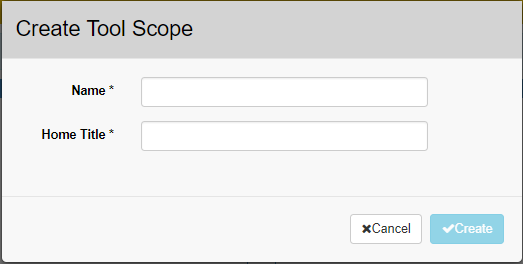 Create Tool Scope
Name *
Home Title *
Cancel
Create